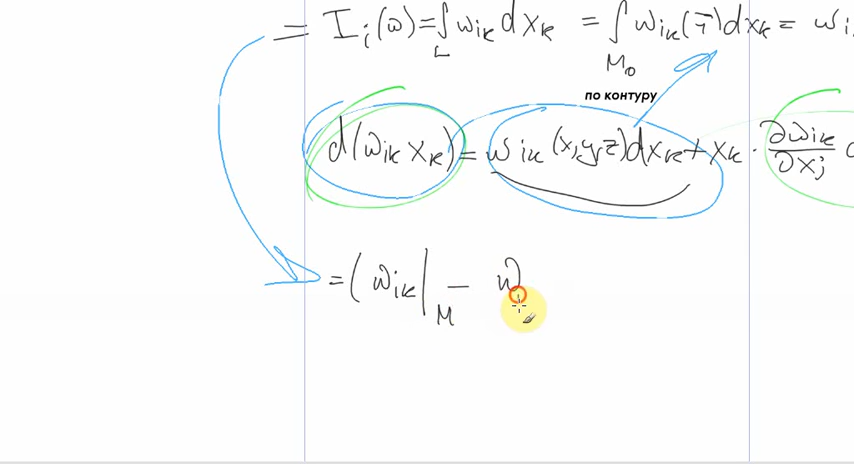 = I_i(ω) = ∫_L ω_ik dx_k = ∫_{M_0} ω_ik(r̄) dx_k = ω_i
по контуру
d(ω_ik x_k) = ω_ik(x,y,z)dx_k + x_k · ∂ω_ik/∂x_j
= (ω_ik|_M − ω